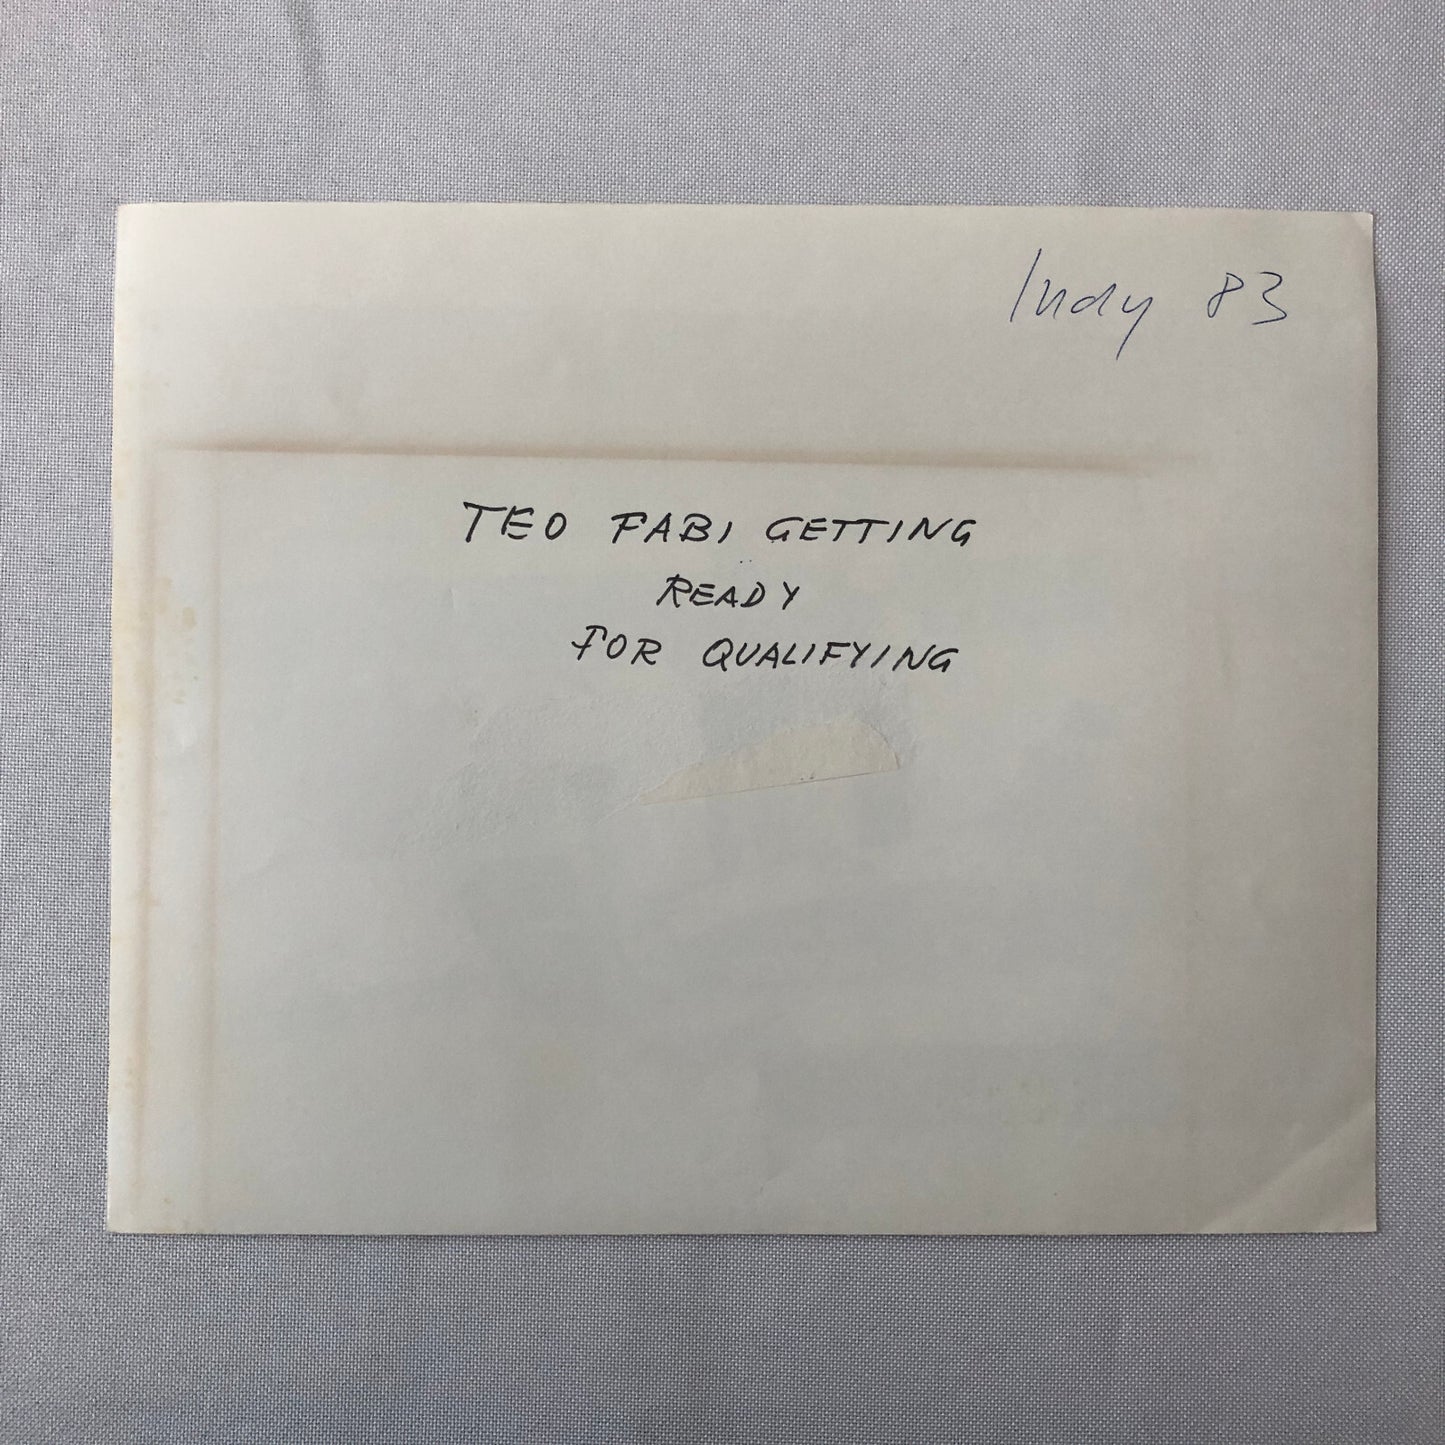 Indy 83
TEO FABI GETTING
READY
FOR QUALIFYING